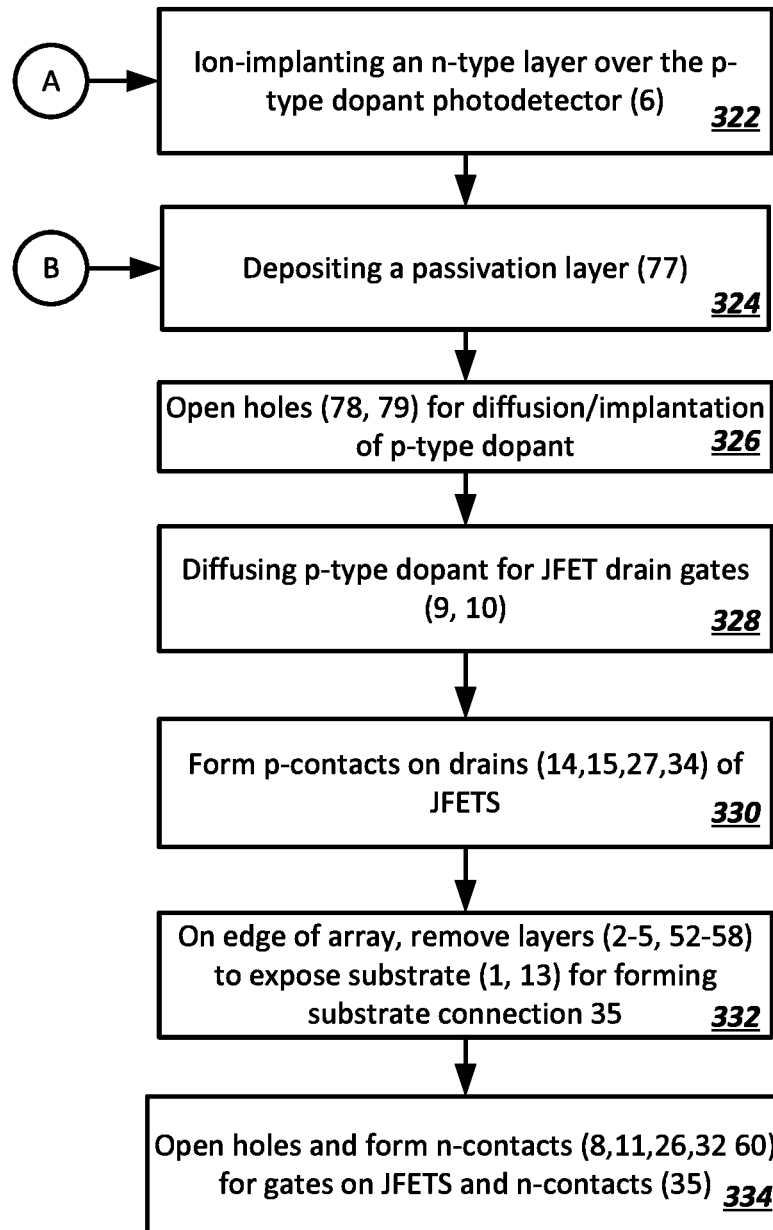 A
Ion-implanting an n-type layer over the p-
type dopant photodetector (6)
322
B
Depositing a passivation layer (77)
324
Open holes (78, 79) for diffusion/implantation
of p-type dopant
326
Diffusing p-type dopant for JFET drain gates
(9, 10)
328
Form p-contacts on drains (14,15,27,34) of
JFETS
330
On edge of array, remove layers (2-5, 52-58)
to expose substrate (1, 13) for forming
substrate connection 35
332
Open holes and form n-contacts (8,11,26,32 60)
for gates on JFETS and n-contacts (35)
334